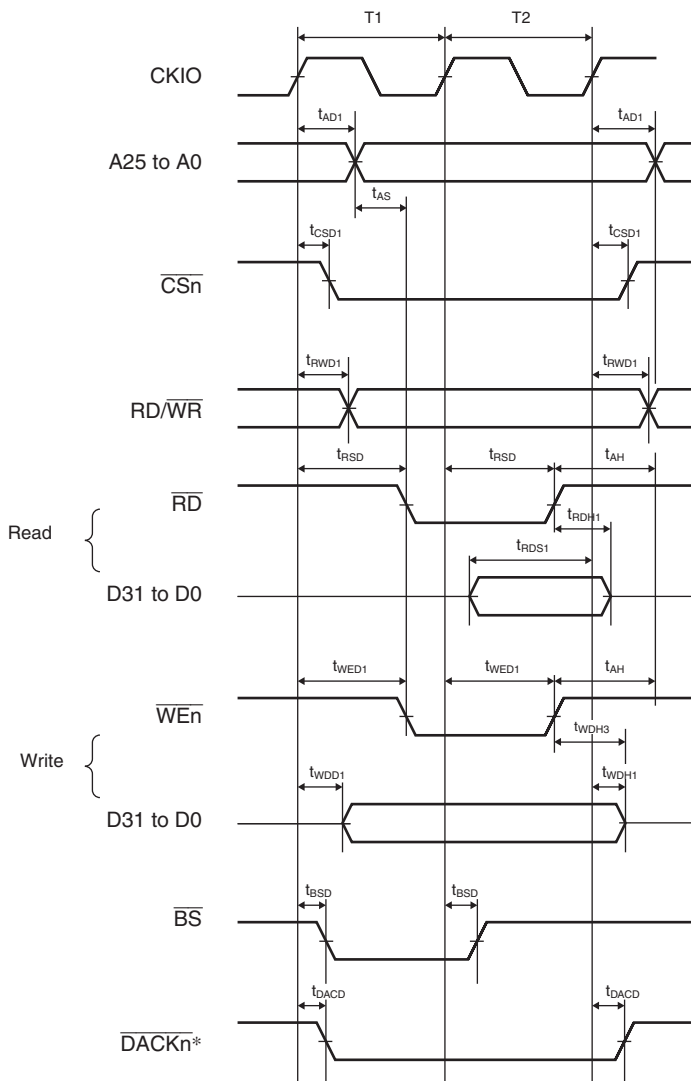 T1 T2
CKIO
tAD1 tAD1
A25 to A0
tAS
tCSD1 tCSD1
CSn
tRWD1 tRWD1
RD/WR
tRSD tRSD tAH
RD
tRDH1
Read
tRDS1
D31 to D0
tWED1 tWED1 tAH
WEn
tWDH3
Write
tWDD1 tWDH1
D31 to D0
tBSD tBSD
BS
tDACD tDACD
DACKn*